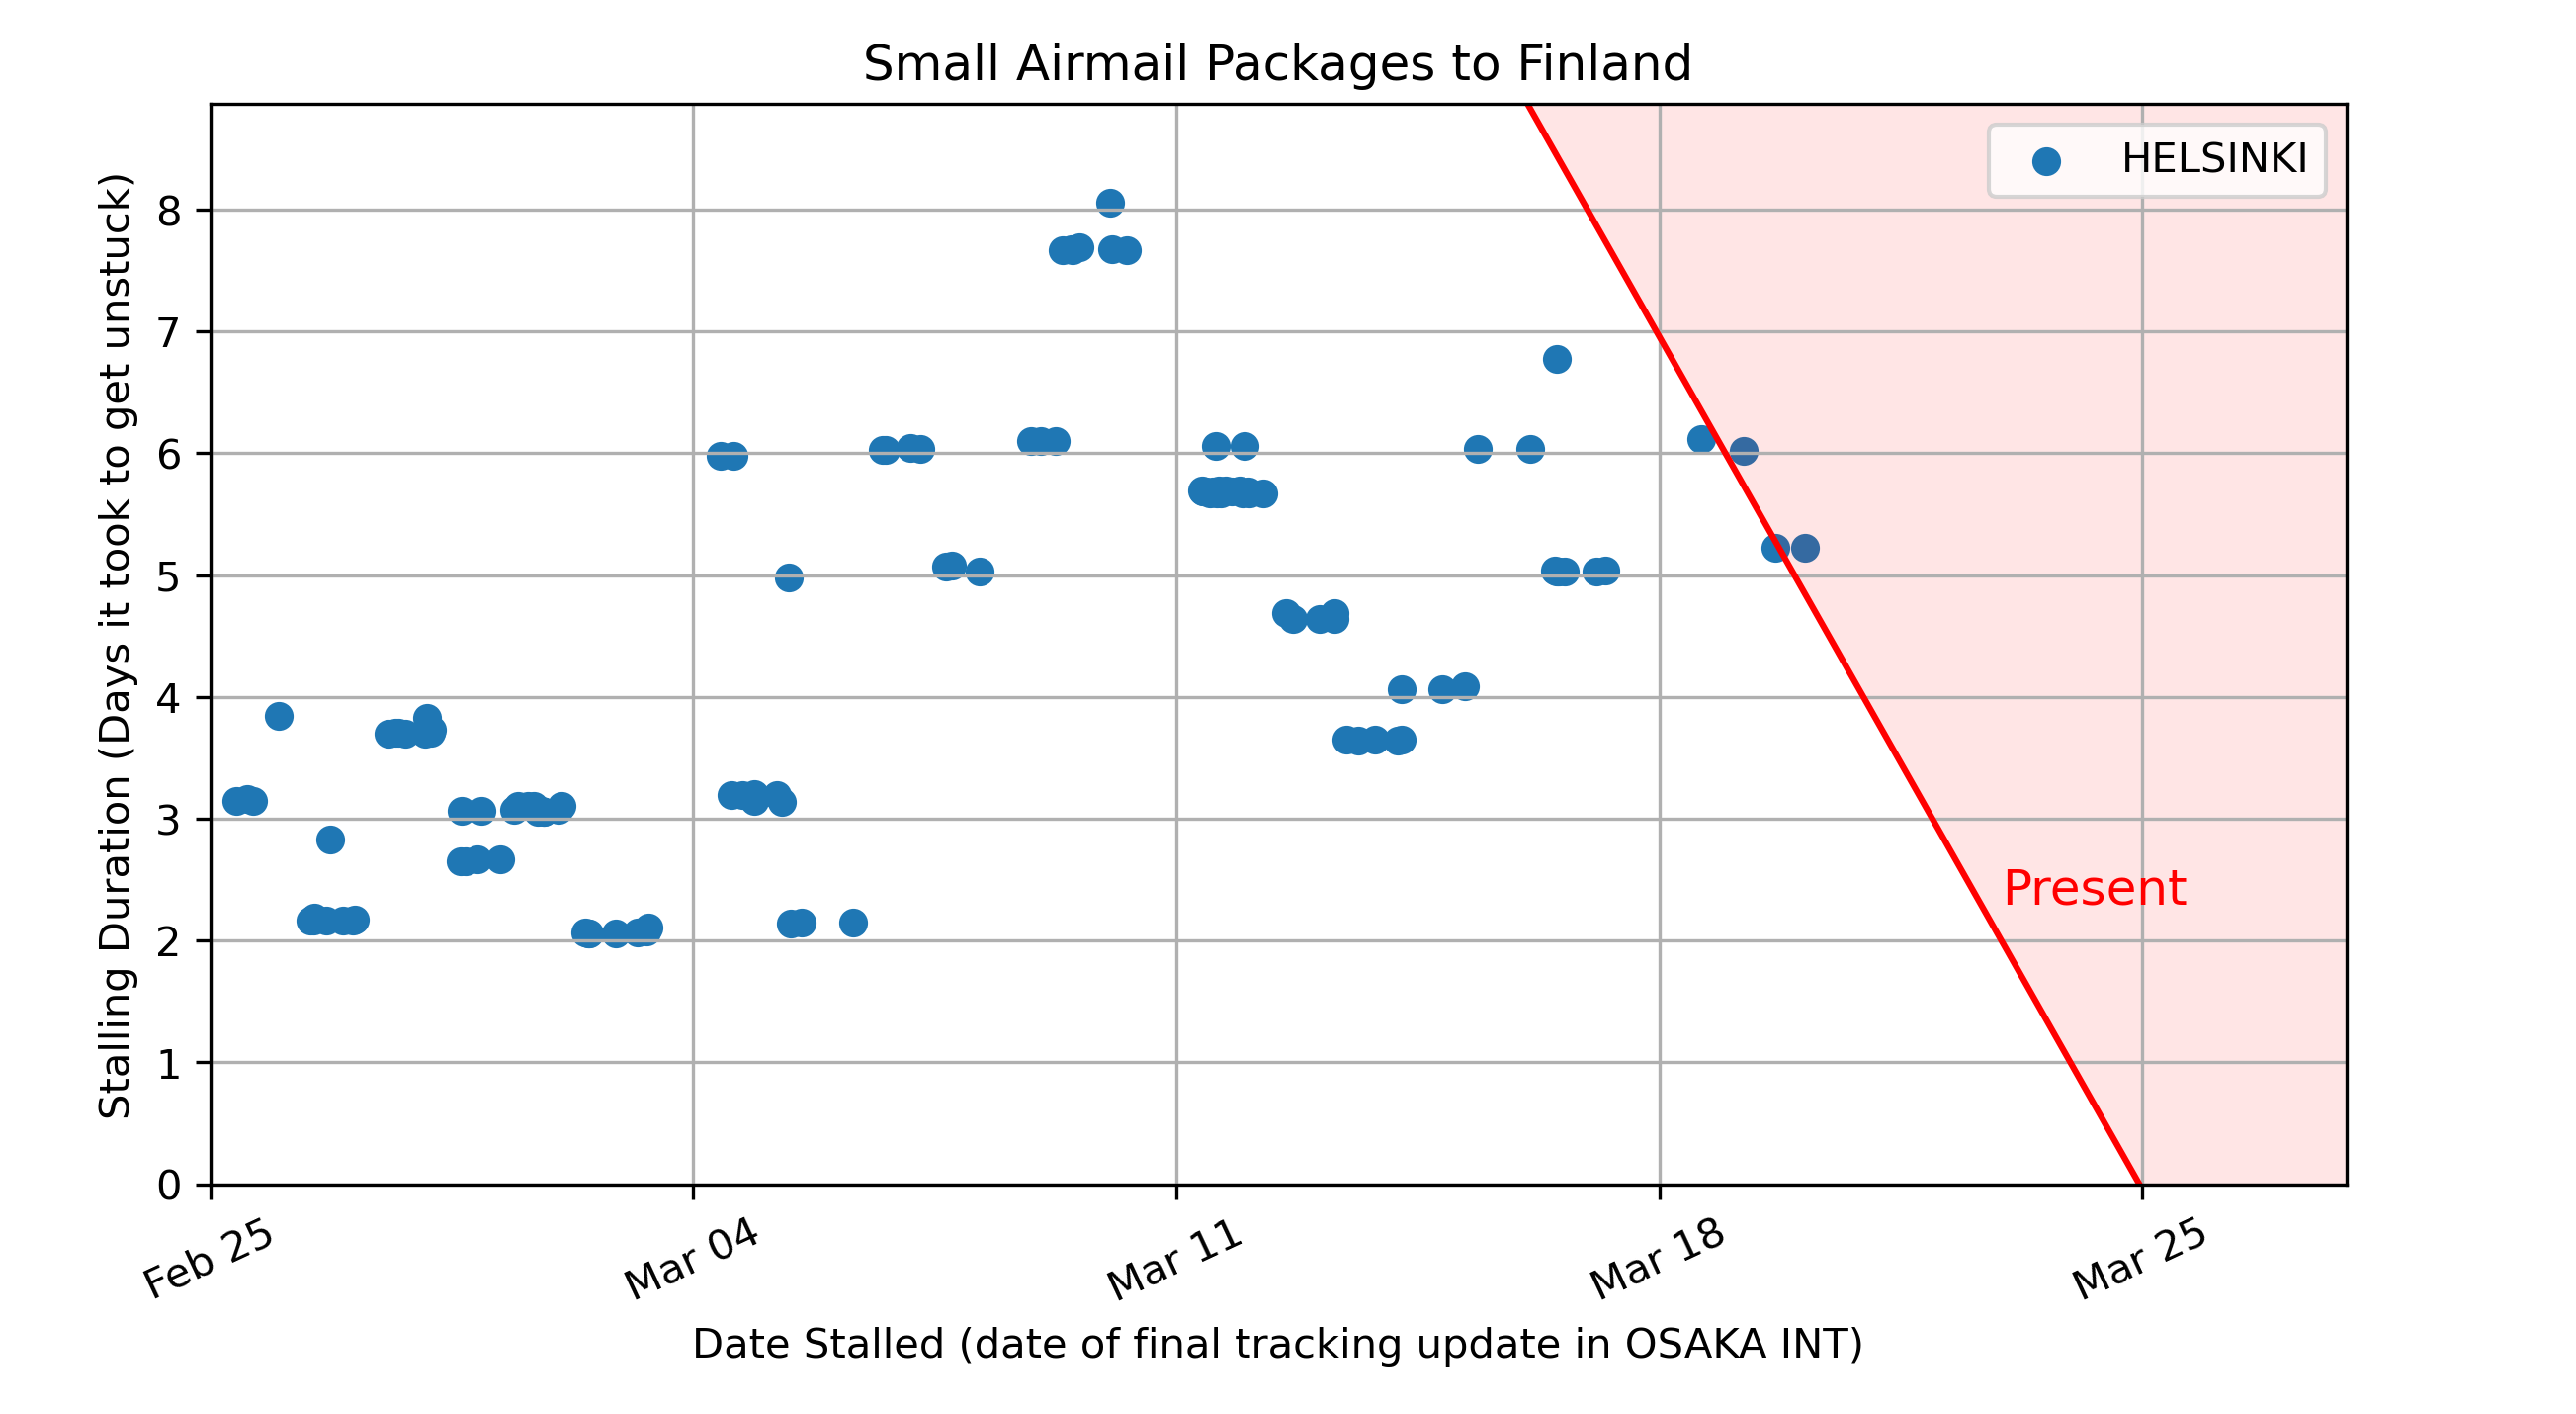 Small Airmail Packages to Finland
HELSINKI
Stalling Duration (Days it took to get unstuck)
8
7
6
5
4
3
2
1
0
Present
Feb 25
Mar 04
Mar 11
Mar 18
Mar 25
Date Stalled (date of final tracking update in OSAKA INT)